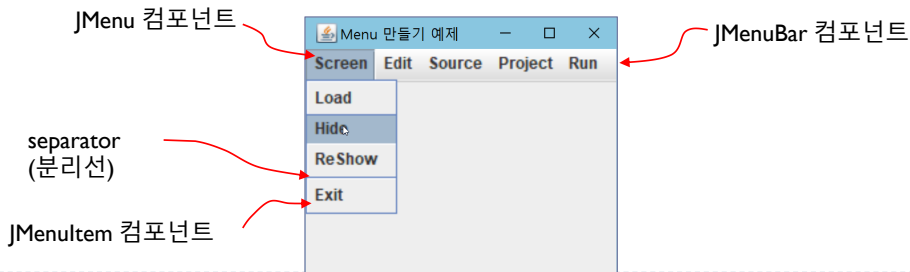 JMenu 컴포넌트
Menu 만들기 예제
JMenuBar 컴포넌트
Screen Edit Source Project Run
Load
Hide
ReShow
Exit
separator
(분리선)
JMenuItem 컴포넌트